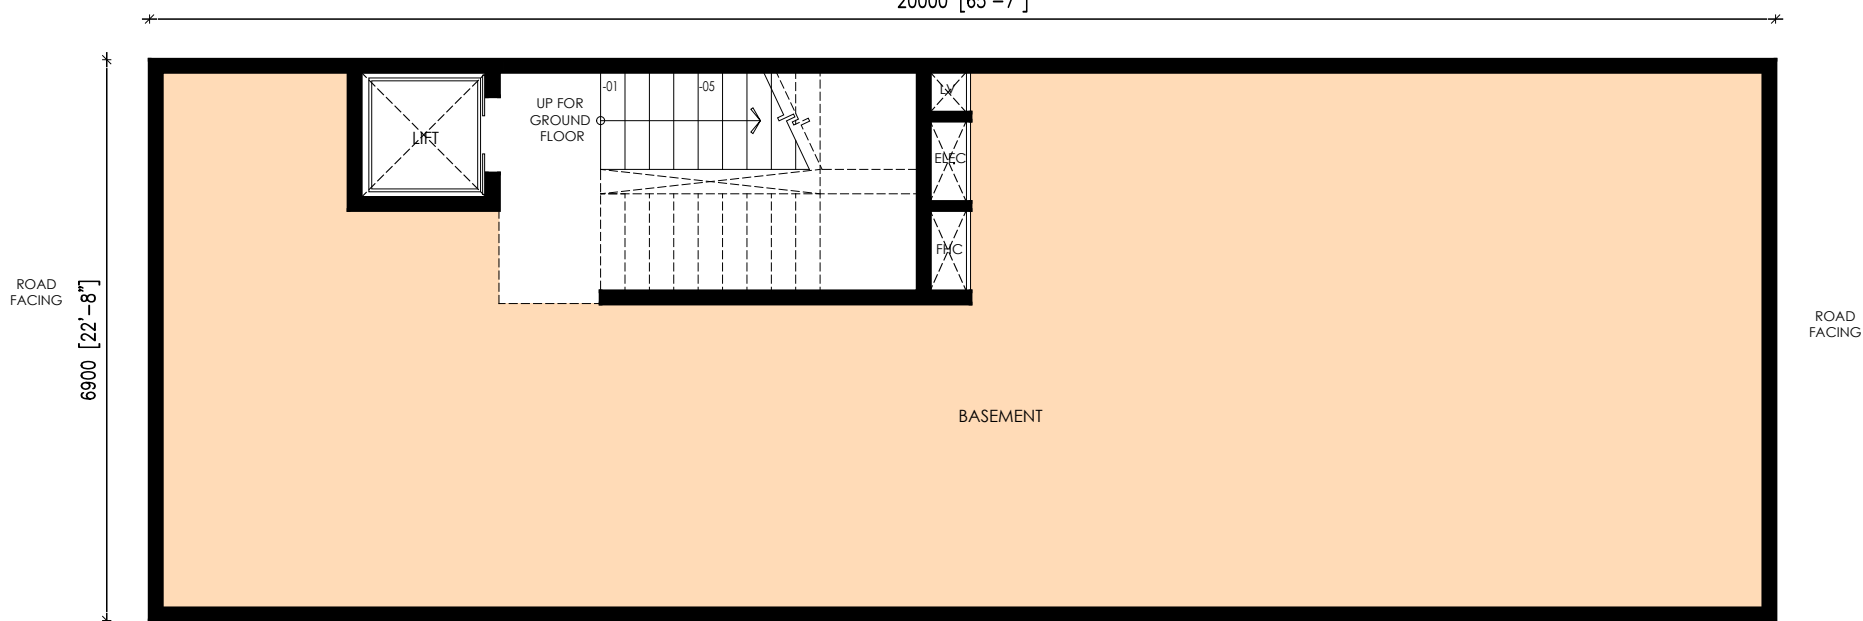 20000 [65'-7"]
-01
-05
LV
UP FOR
GROUND
FLOOR
LIFT
ELEC
FHC
ROAD
FACING
6900 [22'-8"]
ROAD
FACING
BASEMENT